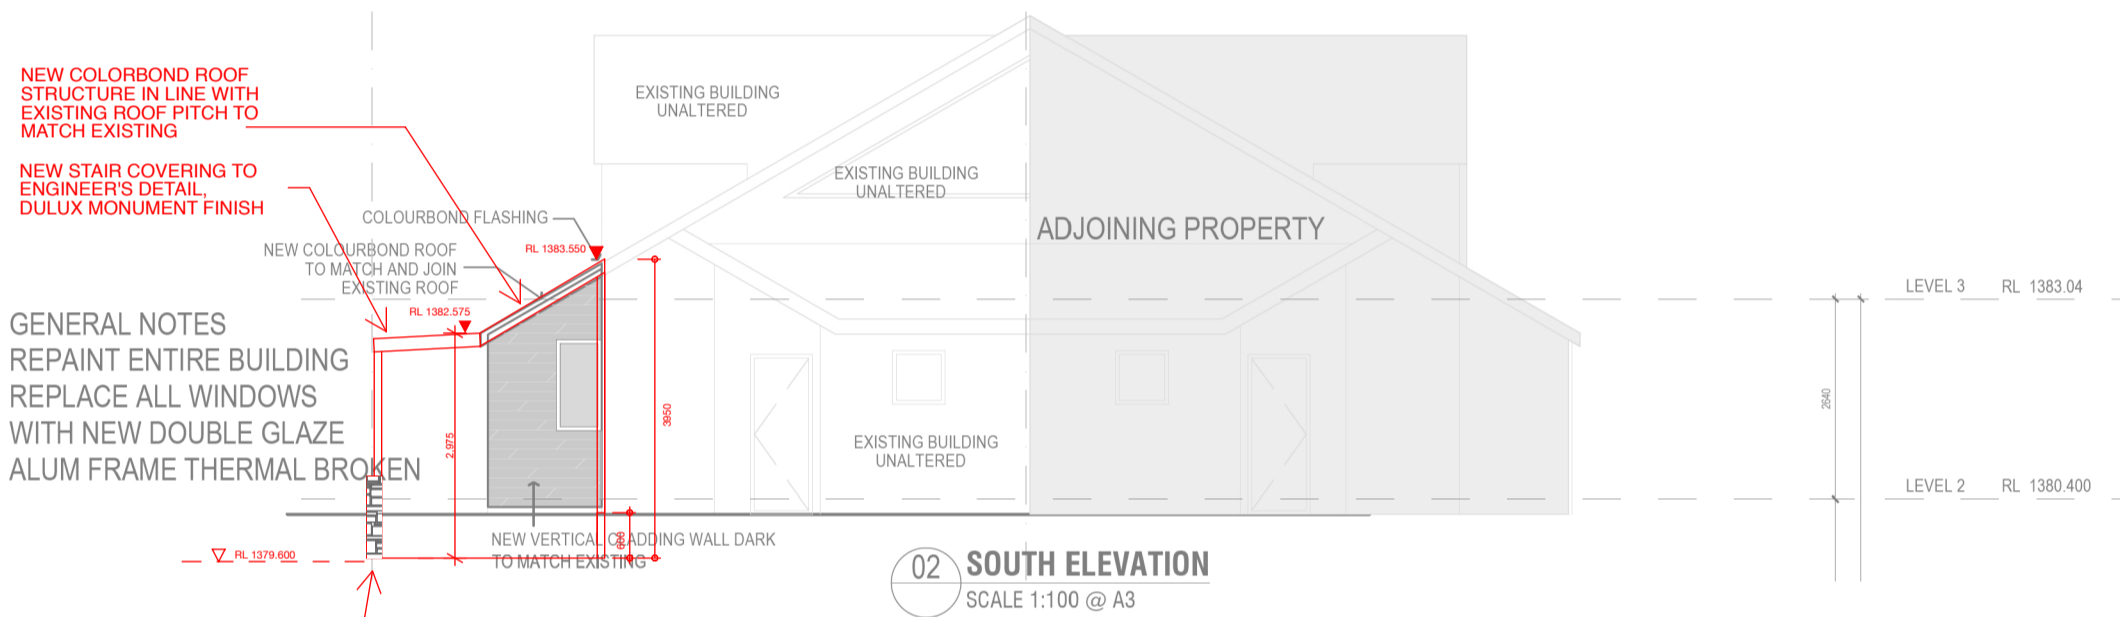 NEW COLORBOND ROOF
STRUCTURE IN LINE WITH
EXISTING ROOF PITCH TO
MATCH EXISTING
NEW STAIR COVERING TO
ENGINEER'S DETAIL,
DULUX MONUMENT FINISH
COLOURBOND FLASHING
NEW COLOURBOND ROOF
TO MATCH AND JOIN
EXISTING ROOF
RL 1383.550
RL 1382.575
GENERAL NOTES
REPAINT ENTIRE BUILDING
REPLACE ALL WINDOWS
WITH NEW DOUBLE GLAZE
ALUM FRAME THERMAL BROKEN
RL 1379.600
2.975
3950
600
NEW VERTICAL CLADDING WALL DARK
TO MATCH EXISTING
EXISTING BUILDING
UNALTERED
EXISTING BUILDING
UNALTERED
EXISTING BUILDING
UNALTERED
ADJOINING PROPERTY
LEVEL 3 RL 1383.04
2640
LEVEL 2 RL 1380.400
02 SOUTH ELEVATION
SCALE 1:100 @ A3